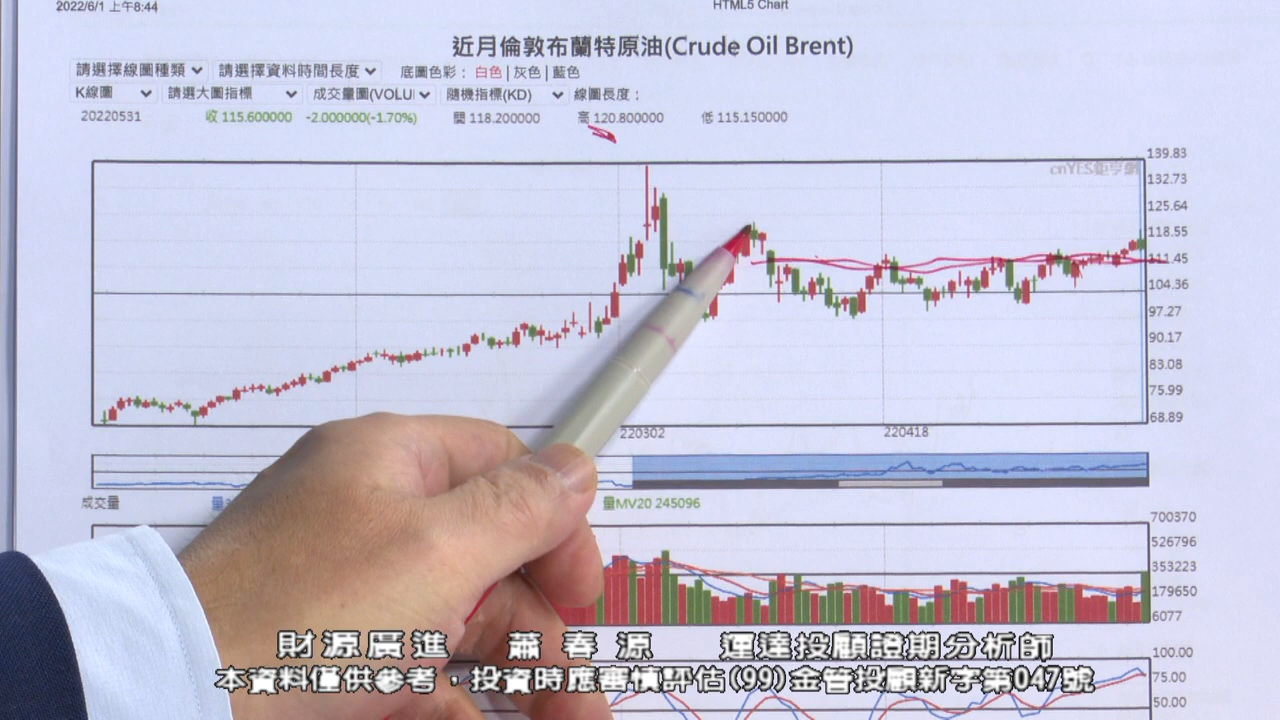 2022/6/1 上午8:44
HTML5 Chart
近月倫敦布蘭特原油(Crude Oil Brent)
請選擇線圖種類 請選擇資料時間長度 底圖色彩：白色 | 灰色 | 藍色
K線圖 請選大圖指標 成交量圖(VOLU 隨機指標(KD) 線圖長度：
20220531 收 115.600000 -2.000000(-1.70%) 開 118.200000 高 120.800000 低 115.150000
cnYES鉅亨網
139.83
132.73
125.64
118.55
111.45
104.36
97.27
90.17
83.08
75.99
68.89
220302 220418
成交量 量MV20 245096
700370
526796
353223
179650
6077
100.00
75.00
50.00
財源廣進 蕭春源 運達投顧證期分析師
本資料僅供參考，投資時應審慎評估(99)金管投顧新字第047號